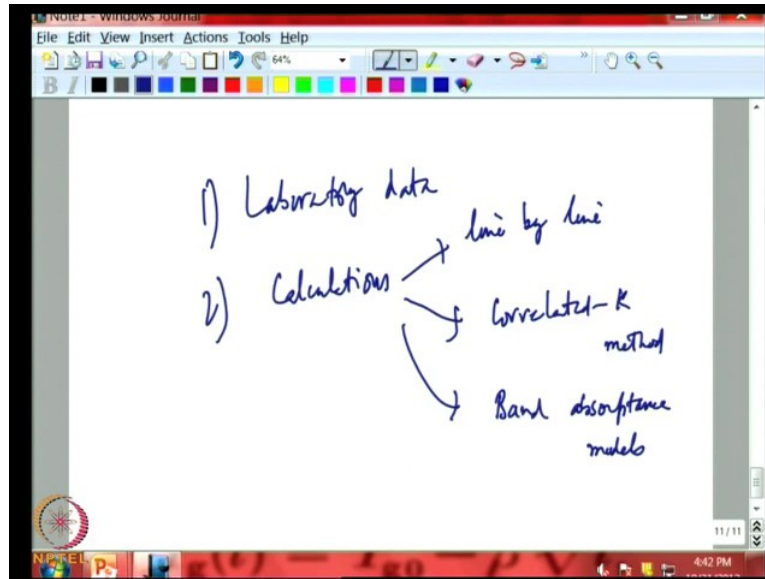 Note1 - Windows Journal
File Edit View Insert Actions Tools Help
64%
B I
1) Laboratory data
line by line
2) Calculations
Correlated-K
method
Band absorptance
models
11/11
NPTEL
4:42 PM